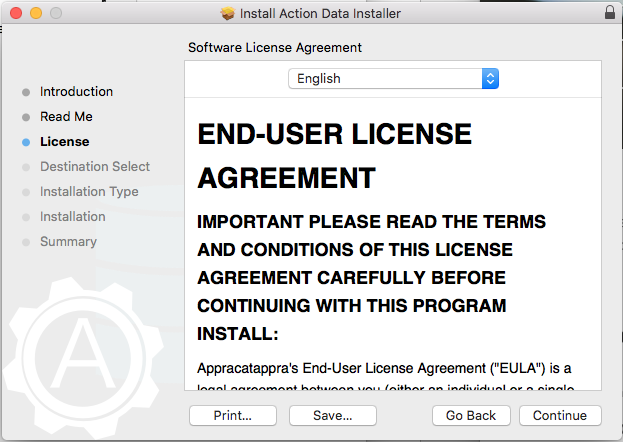 Install Action Data Installer
Software License Agreement
English
Introduction
Read Me
License
Destination Select
Installation Type
Installation
Summary
A
END-USER LICENSE
AGREEMENT
IMPORTANT PLEASE READ THE TERMS
AND CONDITIONS OF THIS LICENSE
AGREEMENT CAREFULLY BEFORE
CONTINUING WITH THIS PROGRAM
INSTALL:
Appracatappra's End-User License Agreement ("EULA") is a
legal agreement between you (either an individual or a single
Print...
Save...
Go Back
Continue